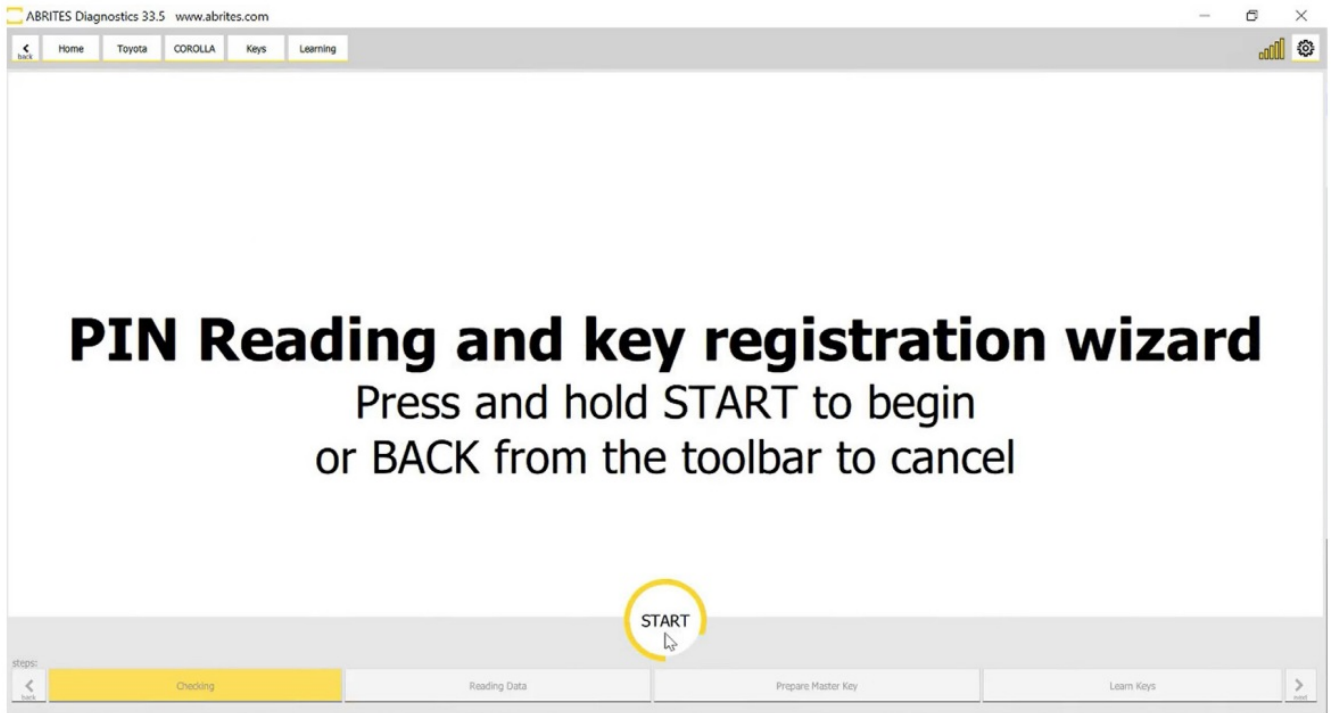 ABRITES Diagnostics 33.5 www.abrites.com
back Home Toyota COROLLA Keys Learning
PIN Reading and key registration wizard
Press and hold START to begin
or BACK from the toolbar to cancel
START
steps:
back Checking Reading Data Prepare Master Key Learn Keys next